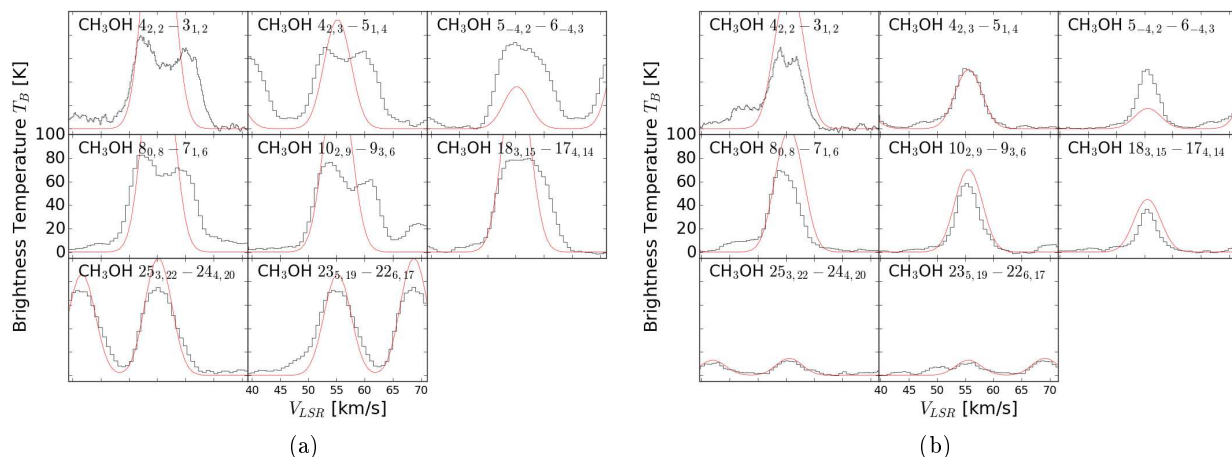 CH₃OH 4₂,₂ − 3₁,₂ CH₃OH 4₂,₃ − 5₁,₄ CH₃OH 5₋₄,₂ − 6₋₄,₃
CH₃OH 8₀,₈ − 7₁,₆ CH₃OH 10₂,₉ − 9₃,₆ CH₃OH 18₃,₁₅ − 17₄,₁₄
CH₃OH 25₃,₂₂ − 24₄,₂₀ CH₃OH 23₅,₁₉ − 22₆,₁₇
Brightness Temperature T_B [K]
100
80
60
40
20
0
40 45 50 55 60 65 70
V_LSR [km/s]
(a)
CH₃OH 4₂,₂ − 3₁,₂ CH₃OH 4₂,₃ − 5₁,₄ CH₃OH 5₋₄,₂ − 6₋₄,₃
CH₃OH 8₀,₈ − 7₁,₆ CH₃OH 10₂,₉ − 9₃,₆ CH₃OH 18₃,₁₅ − 17₄,₁₄
CH₃OH 25₃,₂₂ − 24₄,₂₀ CH₃OH 23₅,₁₉ − 22₆,₁₇
Brightness Temperature T_B [K]
100
80
60
40
20
0
40 45 50 55 60 65 70
V_LSR [km/s]
(b)